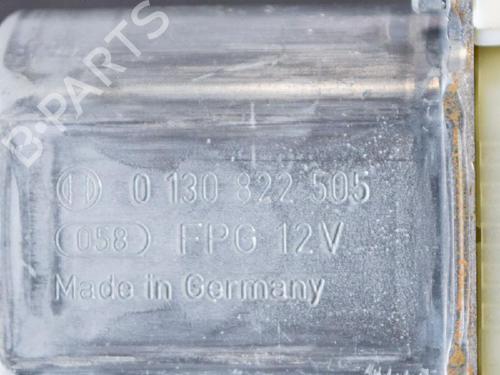 B-PARTS
0 130 822 505
058 FPG 12V
Made in Germany